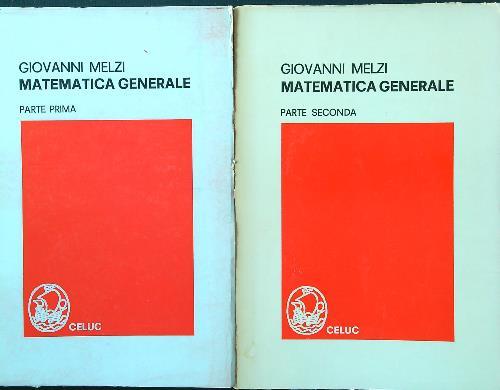 GIOVANNI MELZI
MATEMATICA GENERALE
PARTE PRIMA
CELUC
GIOVANNI MELZI
MATEMATICA GENERALE
PARTE SECONDA
CELUC